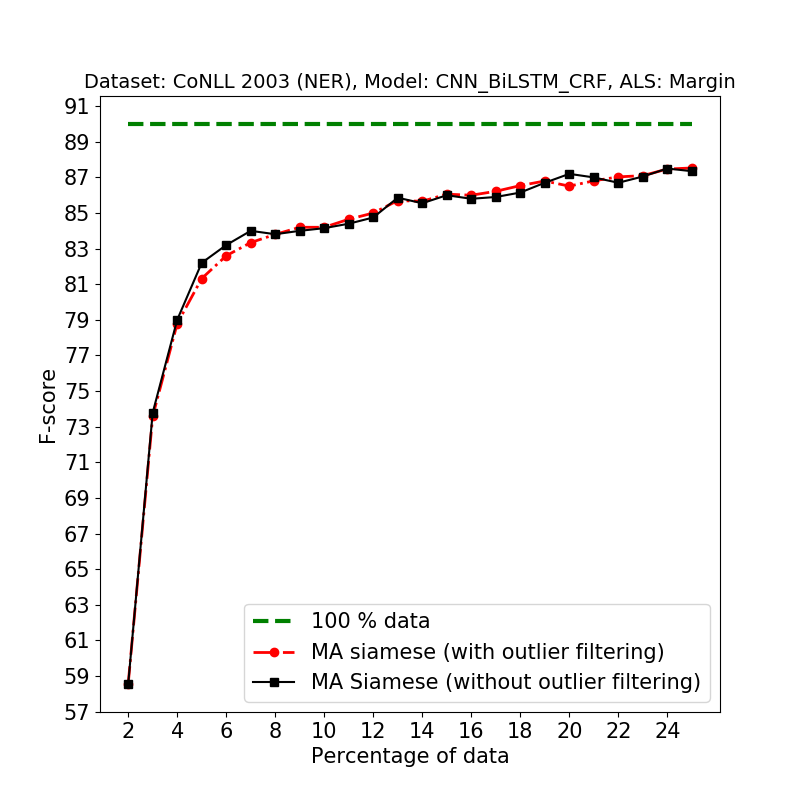 Dataset: CoNLL 2003 (NER), Model: CNN_BiLSTM_CRF, ALS: Margin
91
89
87
85
83
81
79
77
75
73
71
69
67
65
63
61
59
57
F-score
100 % data
MA siamese (with outlier filtering)
MA Siamese (without outlier filtering)
2 4 6 8 10 12 14 16 18 20 22 24
Percentage of data